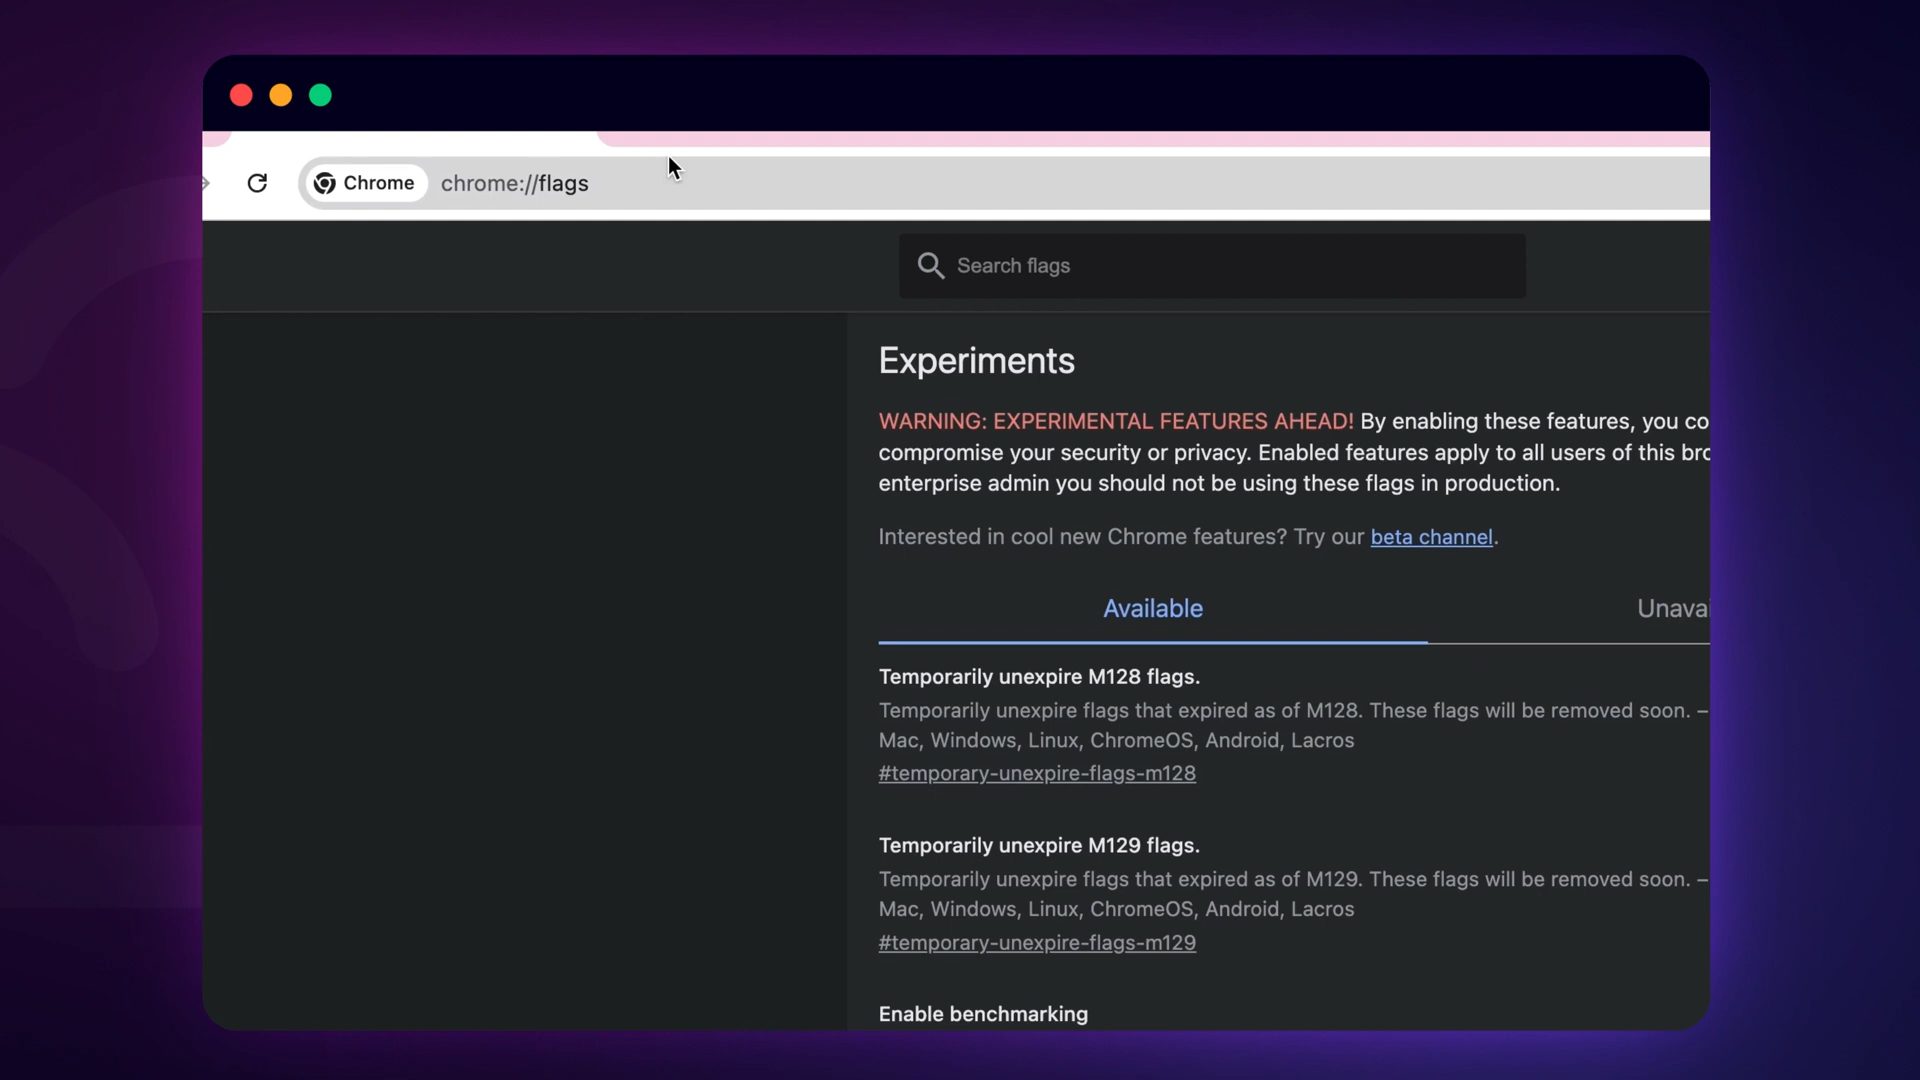 Chrome chrome://flags
Search flags
Experiments
WARNING: EXPERIMENTAL FEATURES AHEAD! By enabling these features, you co
compromise your security or privacy. Enabled features apply to all users of this bro
enterprise admin you should not be using these flags in production.
Interested in cool new Chrome features? Try our beta channel.
Available Unavai
Temporarily unexpire M128 flags.
Temporarily unexpire flags that expired as of M128. These flags will be removed soon. –
Mac, Windows, Linux, ChromeOS, Android, Lacros
#temporary-unexpire-flags-m128
Temporarily unexpire M129 flags.
Temporarily unexpire flags that expired as of M129. These flags will be removed soon. –
Mac, Windows, Linux, ChromeOS, Android, Lacros
#temporary-unexpire-flags-m129
Enable benchmarking